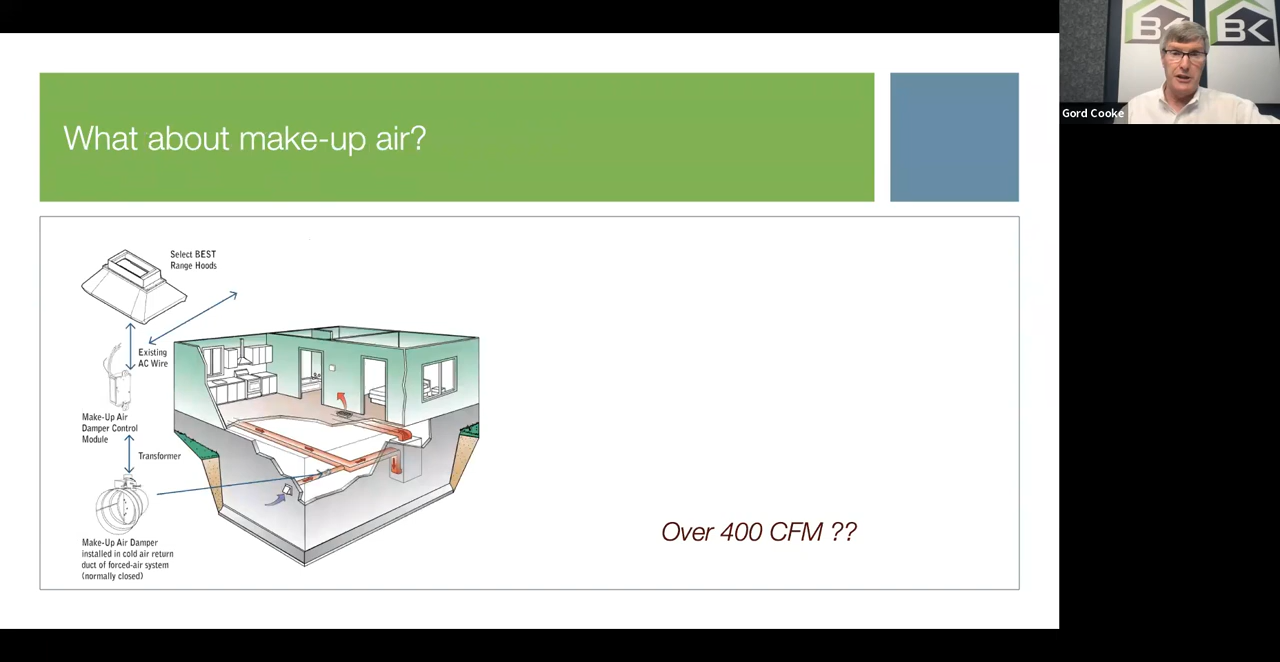 BK
BK
Gord Cooke
What about make-up air?
Select BEST
Range Hoods
Existing
AC Wire
Make-Up Air
Damper Control
Module
Transformer
Make-Up Air Damper
installed in cold air return
duct of forced-air system
(normally closed)
Over 400 CFM ??